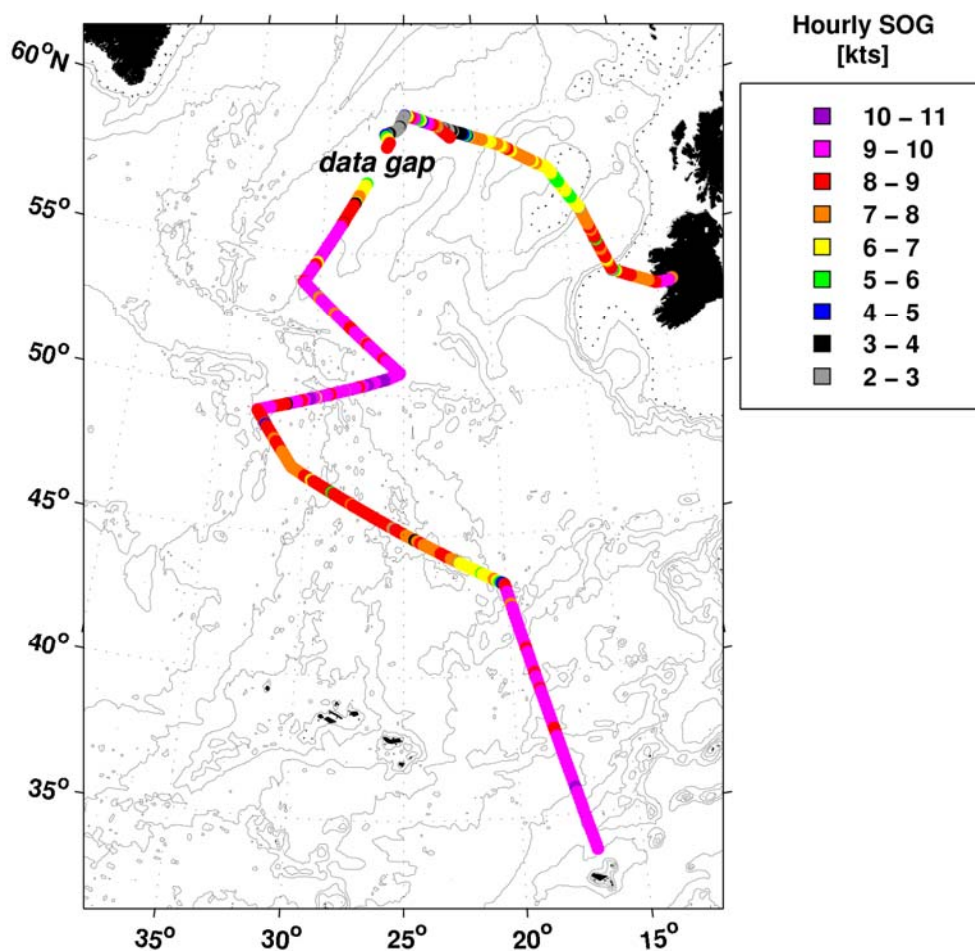 Hourly SOG
[kts]
10 – 11
9 – 10
8 – 9
7 – 8
6 – 7
5 – 6
4 – 5
3 – 4
2 – 3
60°N
data gap
55°
50°
45°
40°
35°
35° 30° 25° 20° 15°